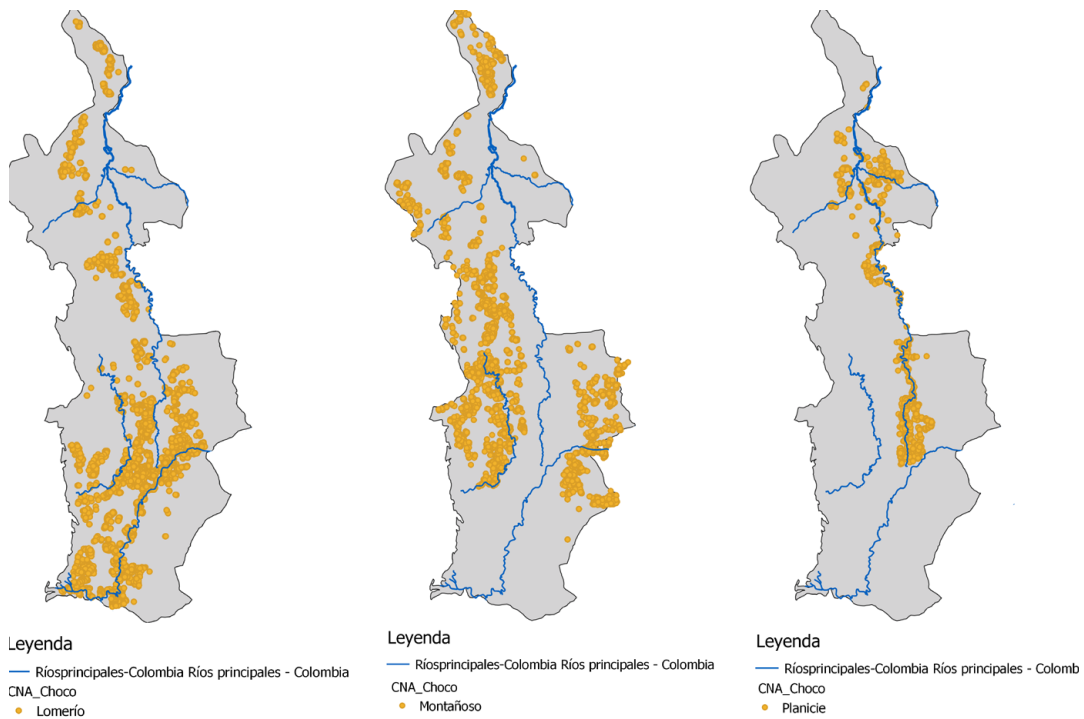 Leyenda
Ríosprincipales-Colombia Ríos principales - Colombia
CNA_Choco
Lomerío
Leyenda
Ríosprincipales-Colombia Ríos principales - Colombia
CNA_Choco
Montañoso
Leyenda
Ríosprincipales-Colombia Ríos principales - Colomb
CNA_Choco
Planicie